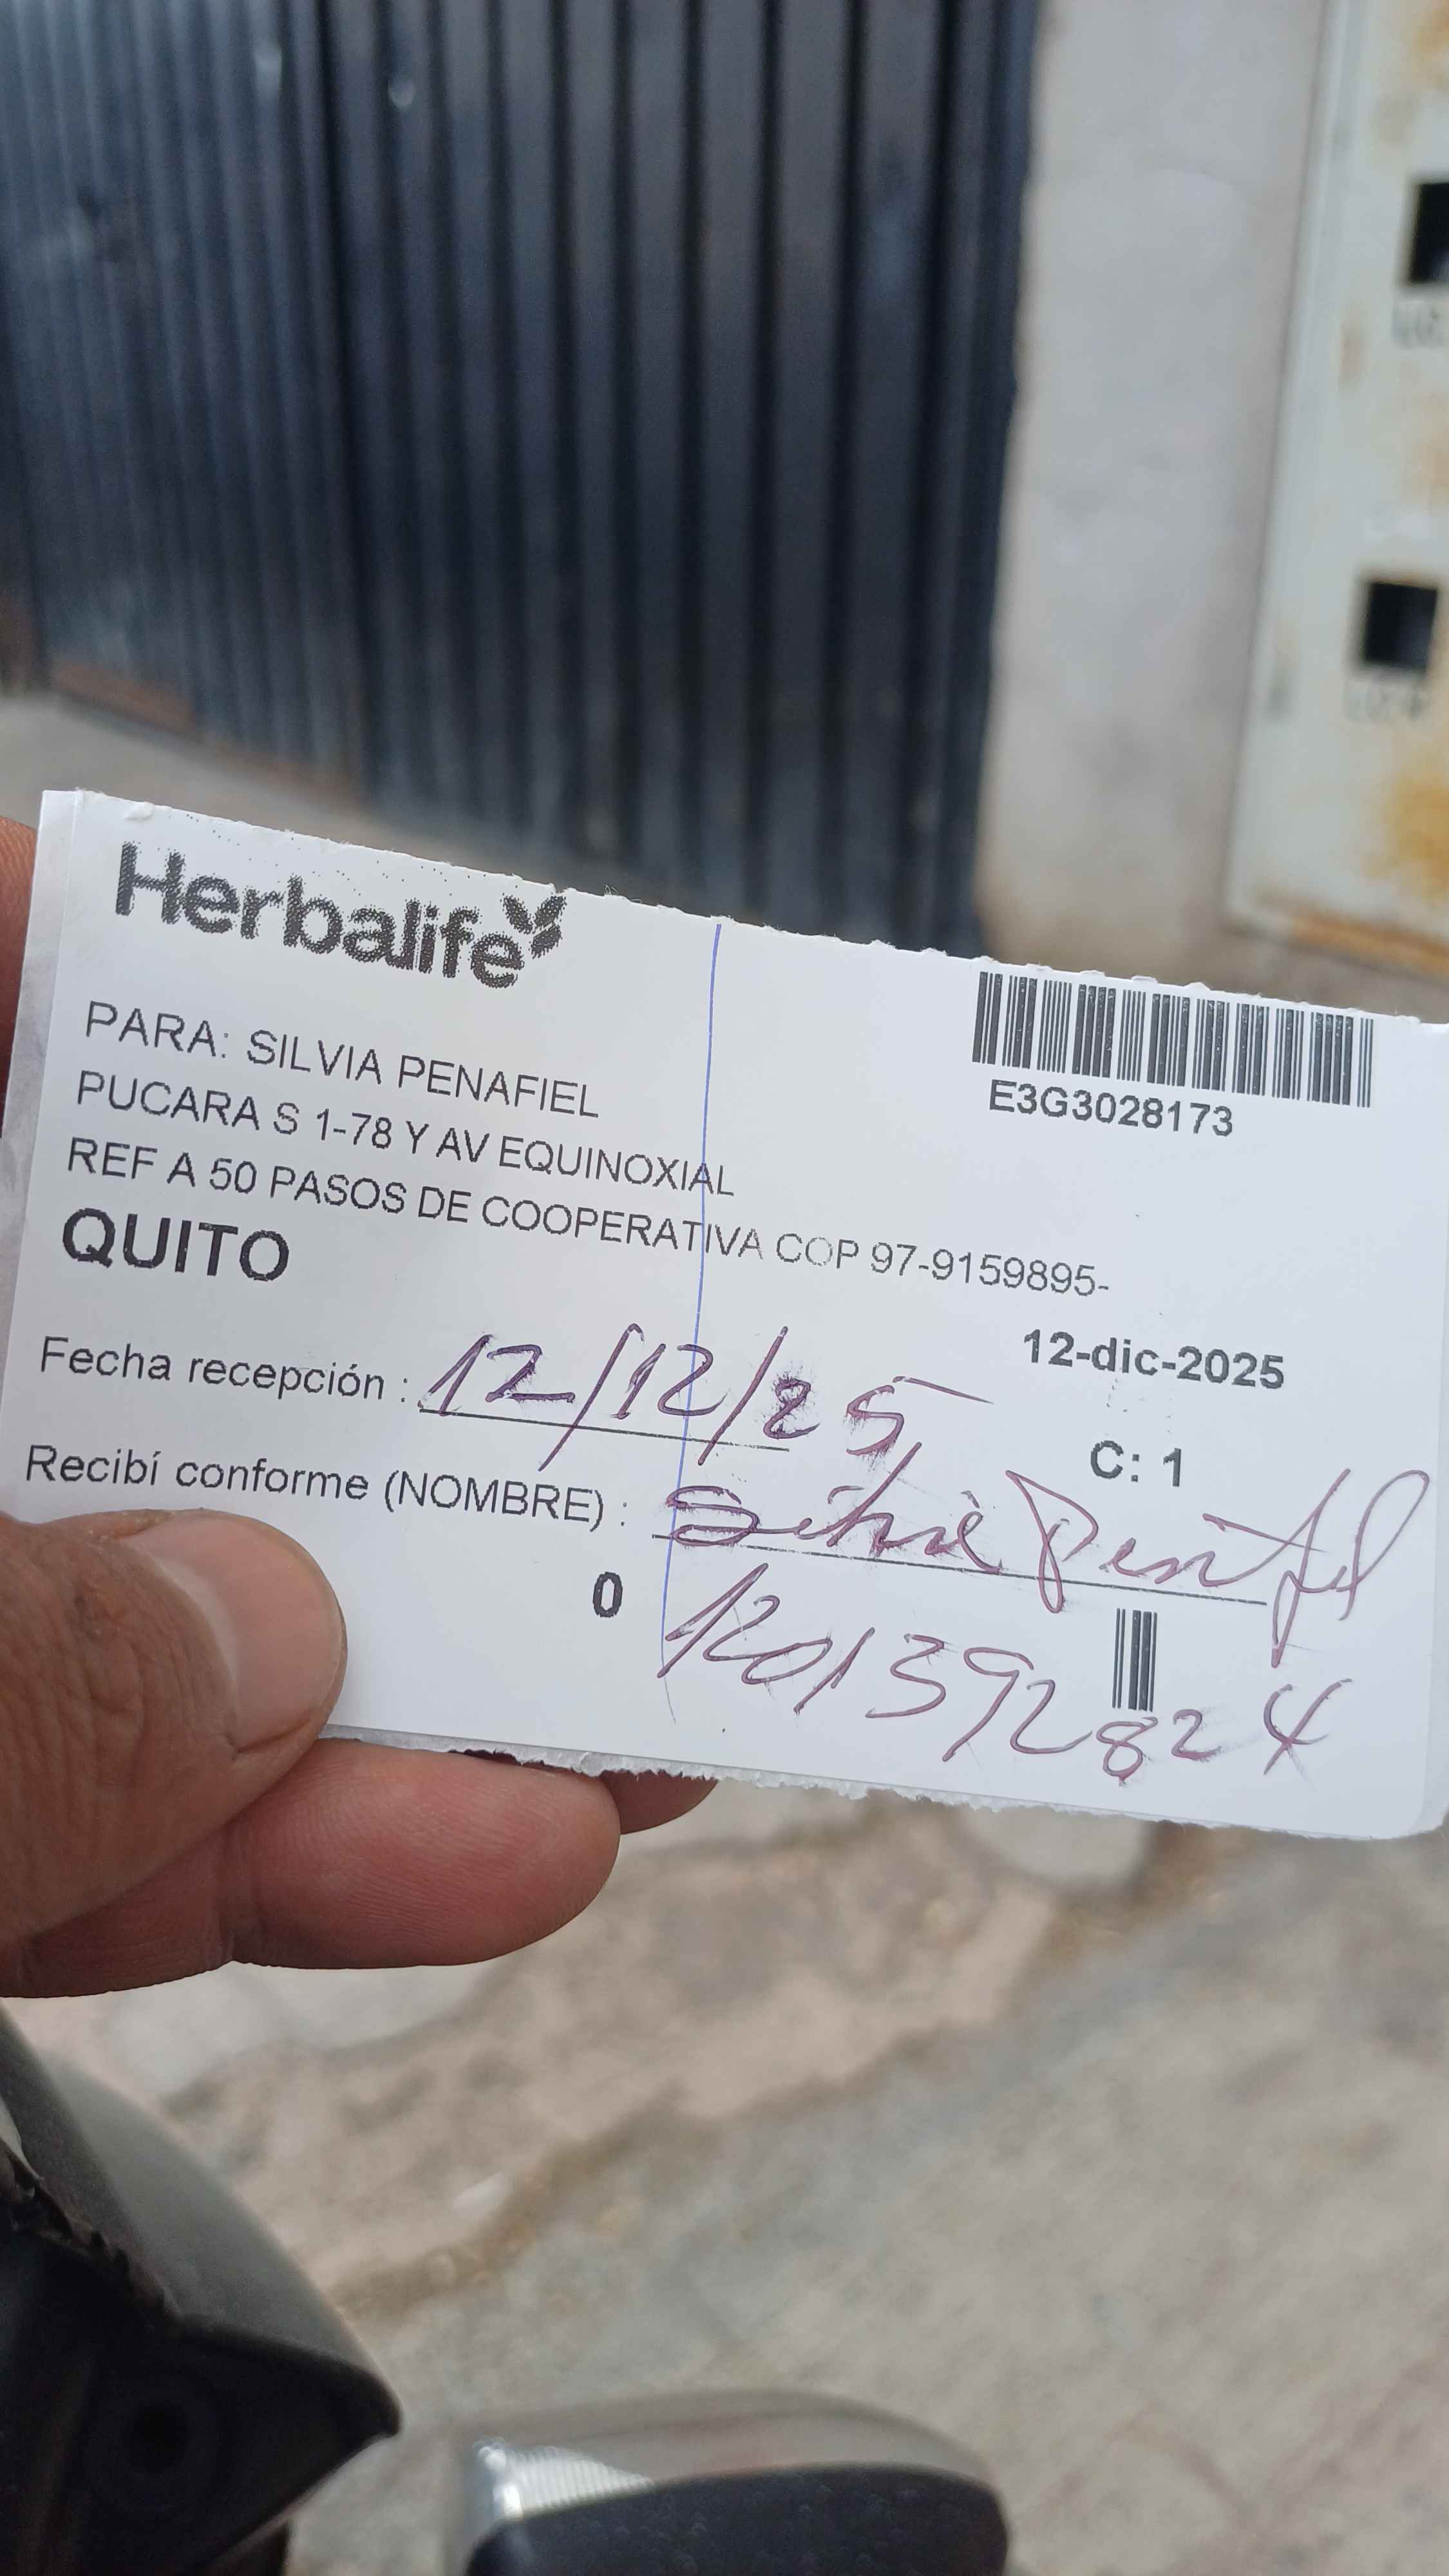 Herbalife
E3G3028173
PARA: SILVIA PENAFIEL
PUCARA S 1-78 Y AV EQUINOXIAL
REF A 50 PASOS DE COOPERATIVA COP 97-9159895-
QUITO
12-dic-2025
Fecha recepción : 12/12/25
C: 1
Recibí conforme (NOMBRE) : Silvia
0
1201392824